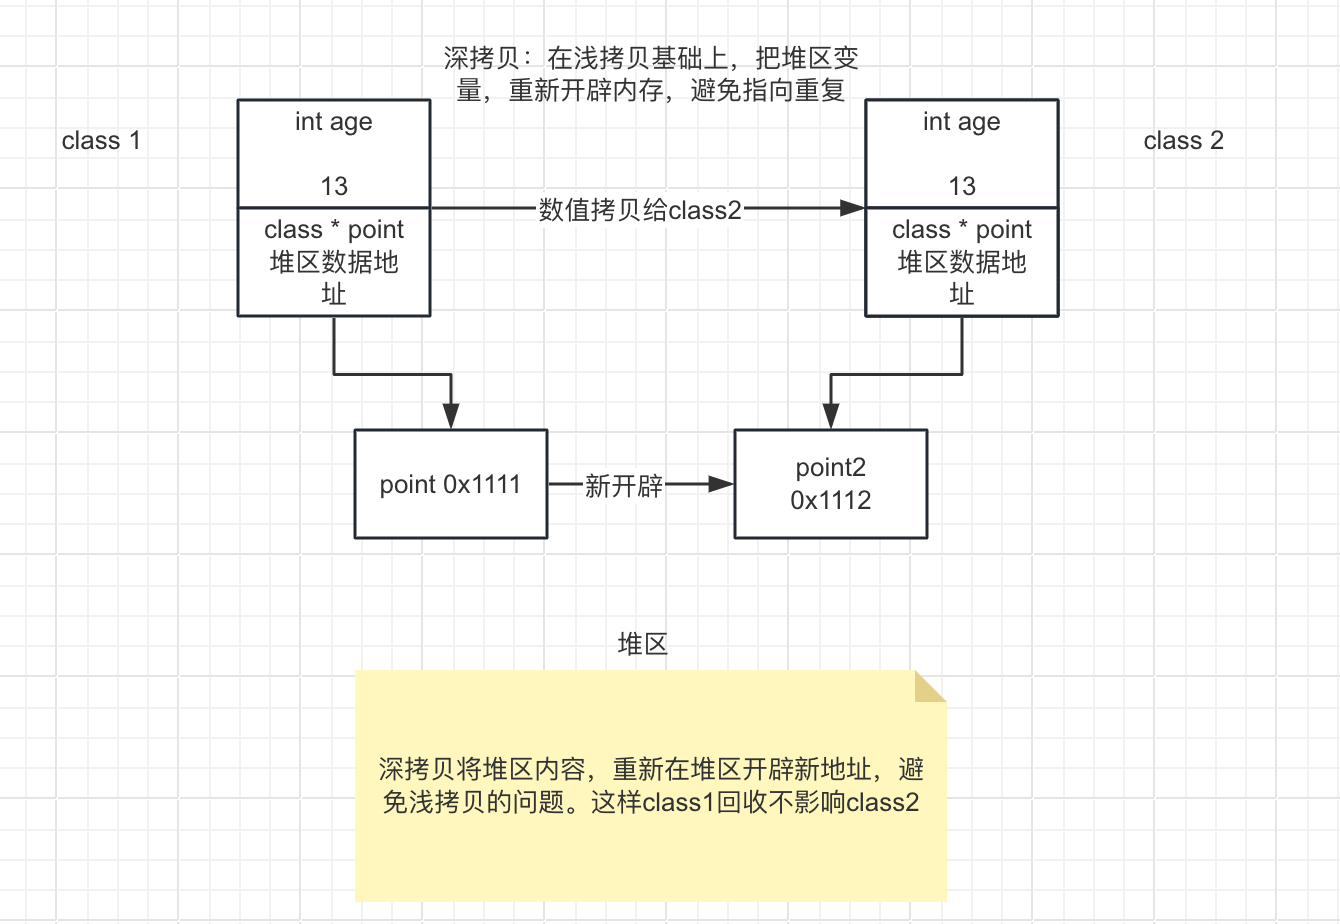 深拷贝：在浅拷贝基础上，把堆区变
量，重新开辟内存，避免指向重复
class 1
int age
13
class * point
堆区数据地
址
数值拷贝给class2
int age
13
class * point
堆区数据地
址
class 2
point 0x1111
新开辟
point2
0x1112
堆区
深拷贝将堆区内容，重新在堆区开辟新地址，避
免浅拷贝的问题。这样class1回收不影响class2